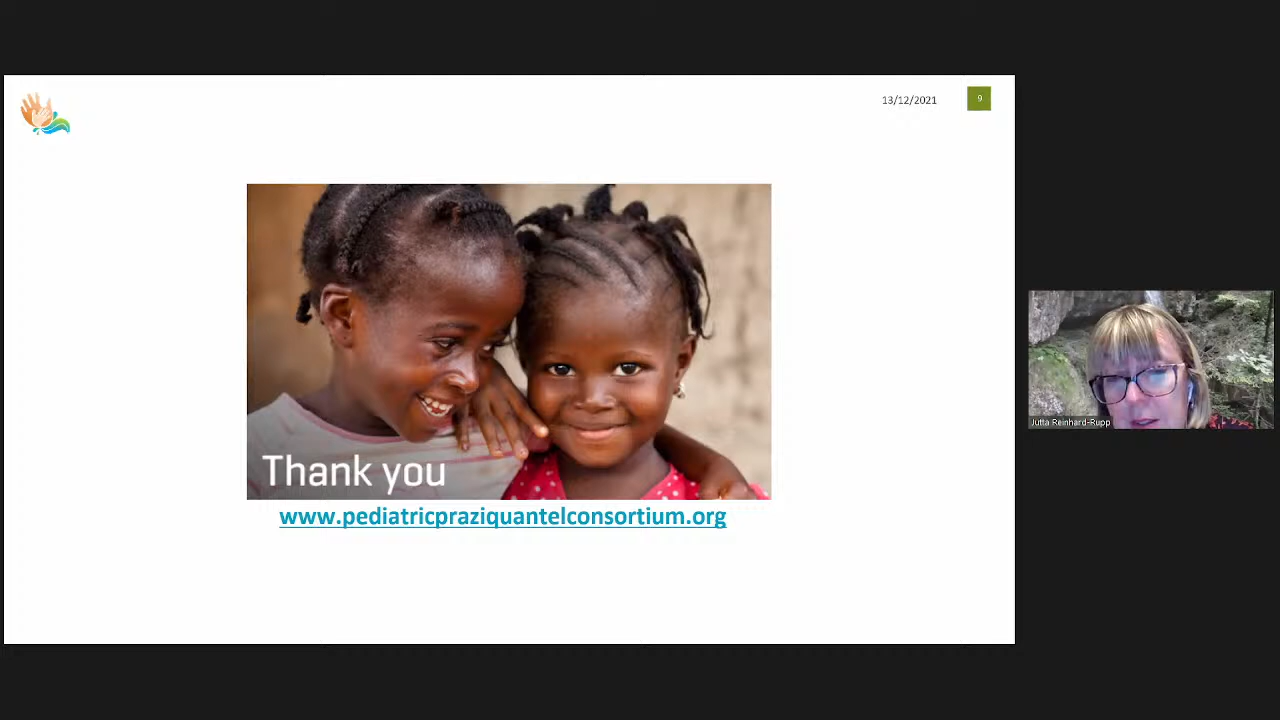 13/12/2021
9
Thank you
www.pediatricpraziquantelconsortium.org
Jutta Reinhard-Rupp